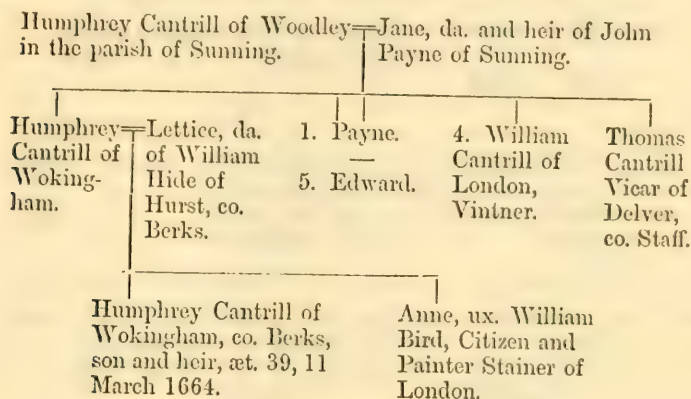 Humphrey Cantrill of Woodley=Jane, da. and heir of John
in the parish of Sunning.
Payne of Sunning.
Humphrey=Lettice, da.
Cantrill of
Woking-
ham.
of William
Hide of
Hurst, co.
Berks.
1. Payne.
—
5. Edward.
4. William
Cantrill of
London,
Vintner.
Thomas
Cantrill
Vicar of
Delver,
co. Staff.
Humphrey Cantrill of
Wokingham, co. Berks,
son and heir, æt. 39, 11
March 1664.
Anne, ux. William
Bird, Citizen and
Painter Stainer of
London.